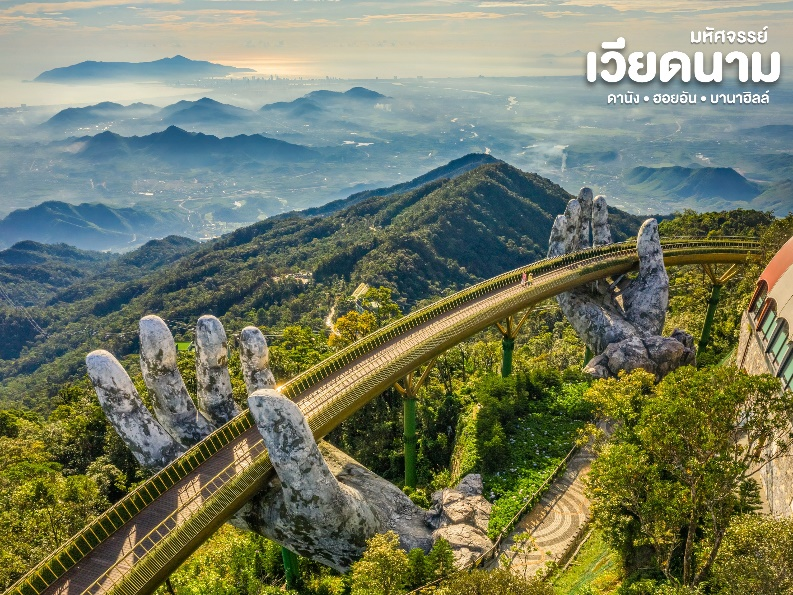 มหัศจรรย์
เวียดนาม
ดานัง • ฮอยอัน • บานาฮิลล์